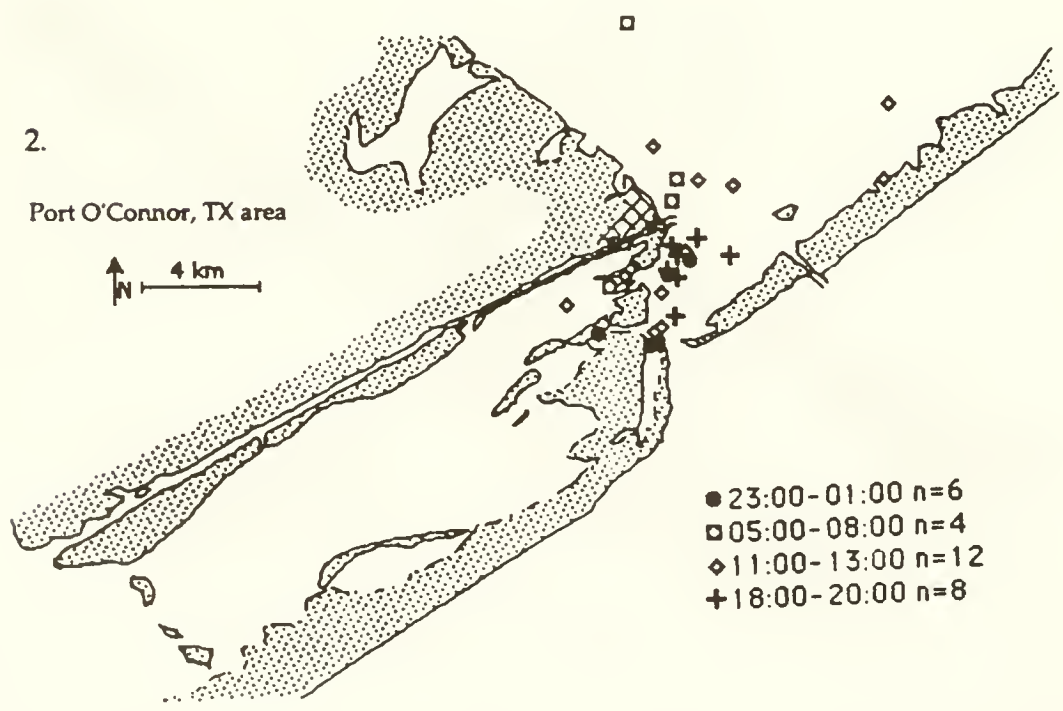 2.
Port O'Connor, TX area
N
4 km
23:00-01:00 n=6
05:00-08:00 n=4
11:00-13:00 n=12
18:00-20:00 n=8